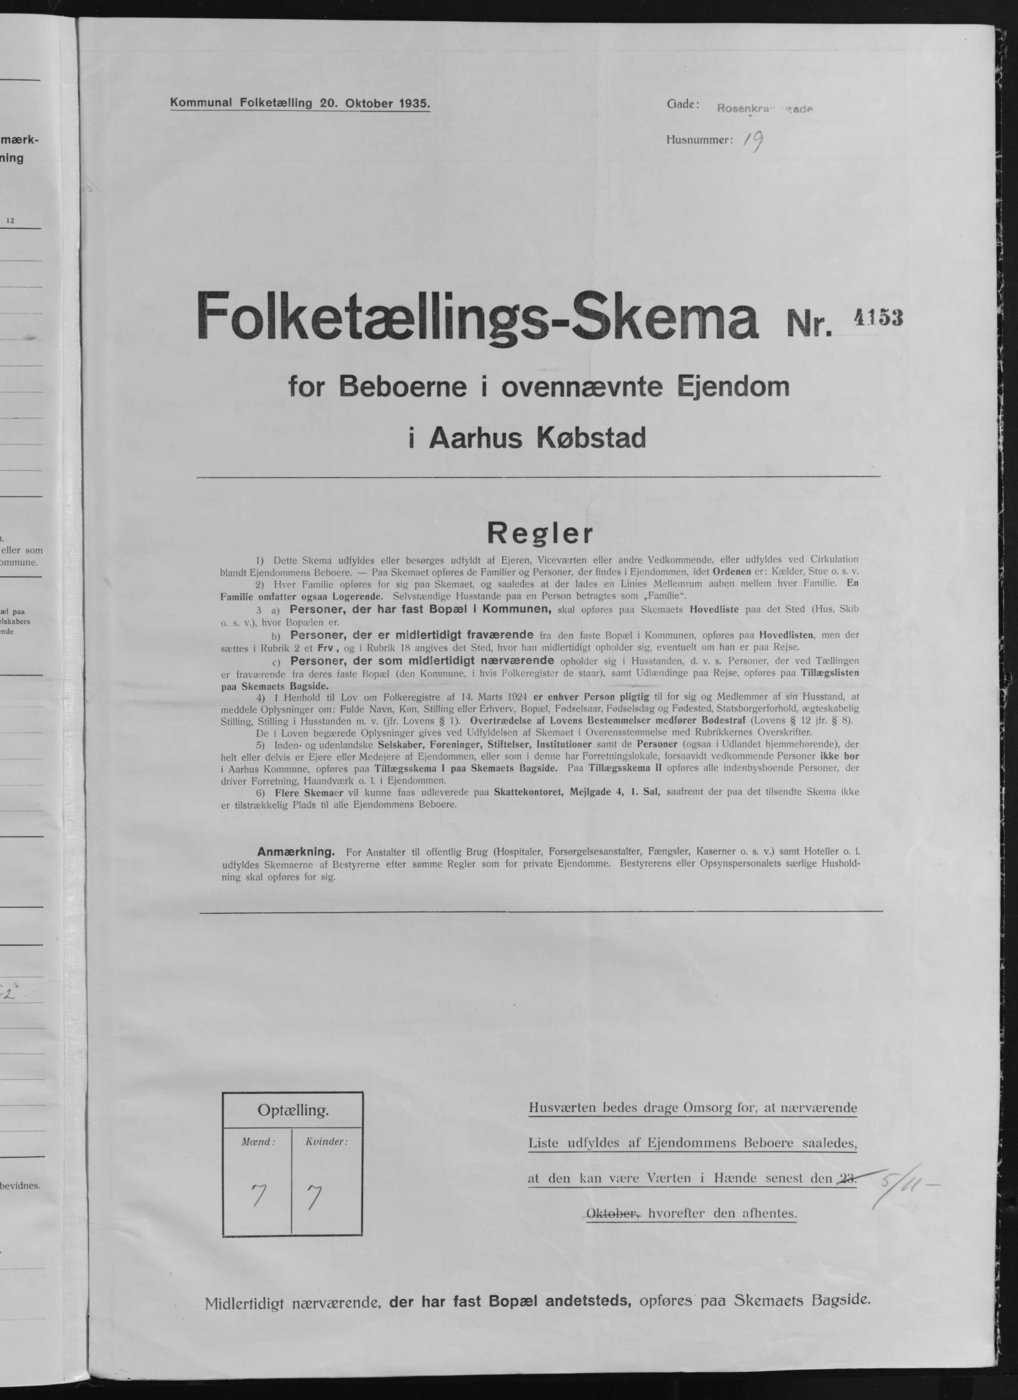 mærk-
ning
12
eller som
ommune.
æl paa
elskabers
ende
bevidnes.
Kommunal Folketælling 20. Oktober 1935.
Gade:
Husnummer: 19
Folketællings-Skema Nr. 4153
for Beboerne i ovennævnte Ejendom
i Aarhus Købstad
Regler
1) Dette Skema udfyldes eller besørges udfyldt af Ejeren, Viceværten eller andre Vedkommende, eller udfyldes ved Cirkulation
blandt Ejendommens Beboere. — Paa Skemaet opføres de Familier og Personer, der findes i Ejendommen, idet Ordenen er: Kælder, Stue o. s. v.
2) Hver Familie opføres for sig paa Skemaet, og saaledes at der lades en Linies Mellemrum aaben mellem hver Familie. En
Familie omfatter ogsaa Logerende. Selvstændige Husstande paa en Person betragtes som „Familie".
3 a) Personer, der har fast Bopæl i Kommunen, skal opføres paa Skemaets Hovedliste paa det Sted (Hus, Skib
o. s. v.), hvor Bopælen er.
b) Personer, der er midlertidigt fraværende fra den faste Bopæl i Kommunen, opføres paa Hovedlisten, men der
sættes i Rubrik 2 et Frv., og i Rubrik 18 angives det Sted, hvor han midlertidigt opholder sig, eventuelt om han er paa Rejse.
c) Personer, der som midlertidigt nærværende opholder sig i Husstanden, d. v. s. Personer, der ved Tællingen
er fraværende fra deres faste Bopæl (den Kommune, i hvis Folkeregister de staar), samt Udlændinge paa Rejse, opføres paa Tillægslisten
paa Skemaets Bagside.
4) I Henhold til Lov om Folkeregistre af 14. Marts 1924 er enhver Person pligtig til for sig og Medlemmer af sin Husstand, at
meddele Oplysninger om: Fulde Navn, Køn, Stilling eller Erhverv, Bopæl, Fødselsaar, Fødselsdag og Fødested, Statsborgerforhold, ægteskabelig
Stilling, Stilling i Husstanden m. v. (jfr. Lovens § 1). Overtrædelse af Lovens Bestemmelser medfører Bødestraf (Lovens § 12 jfr. § 8).
De i Loven begærede Oplysninger gives ved Udfyldelsen af Skemaet i Overensstemmelse med Rubrikkernes Overskrifter.
5) Inden- og udenlandske Selskaber, Foreninger, Stiftelser, Institutioner samt de Personer (ogsaa i Udlandet hjemmehørende), der
helt eller delvis er Ejere eller Medejere af Ejendommen, eller som i denne har Forretningslokale, forsaavidt vedkommende Personer ikke bor
i Aarhus Kommune, opføres paa Tillægsskema I paa Skemaets Bagside. Paa Tillægsskema II opføres alle indenbysboende Personer, der
driver Forretning, Haandværk o. l. i Ejendommen.
6) Flere Skemaer vil kunne faas udleverede paa Skattekontoret, Mejlgade 4, 1. Sal, saafremt der paa det tilsendte Skema ikke
er tilstrækkelig Plads til alle Ejendommens Beboere.
Anmærkning. For Anstalter til offentlig Brug (Hospitaler, Forsørgelsesanstalter, Fængsler, Kaserner o. s. v.) samt Hoteller o. l.
udfyldes Skemaerne af Bestyrerne efter samme Regler som for private Ejendomme. Bestyrerens eller Opsynspersonalets særlige Hushold-
ning skal opføres for sig.
Optælling.
Mænd: Kvinder:
7 7
Husværten bedes drage Omsorg for, at nærværende
Liste udfyldes af Ejendommens Beboere saaledes,
at den kan være Værten i Hænde senest den 23. 5/11-
Oktober, hvorefter den afhentes.
Midlertidigt nærværende, der har fast Bopæl andetsteds, opføres paa Skemaets Bagside.